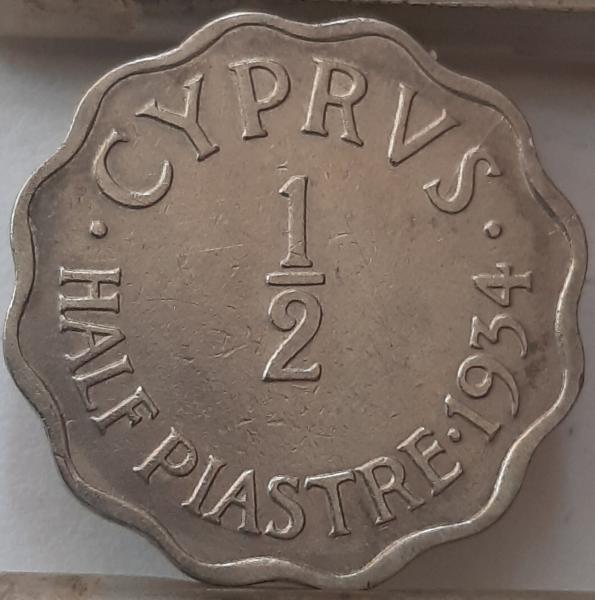 · CYPRVS ·
1/2
HALF PIASTRE · 1934